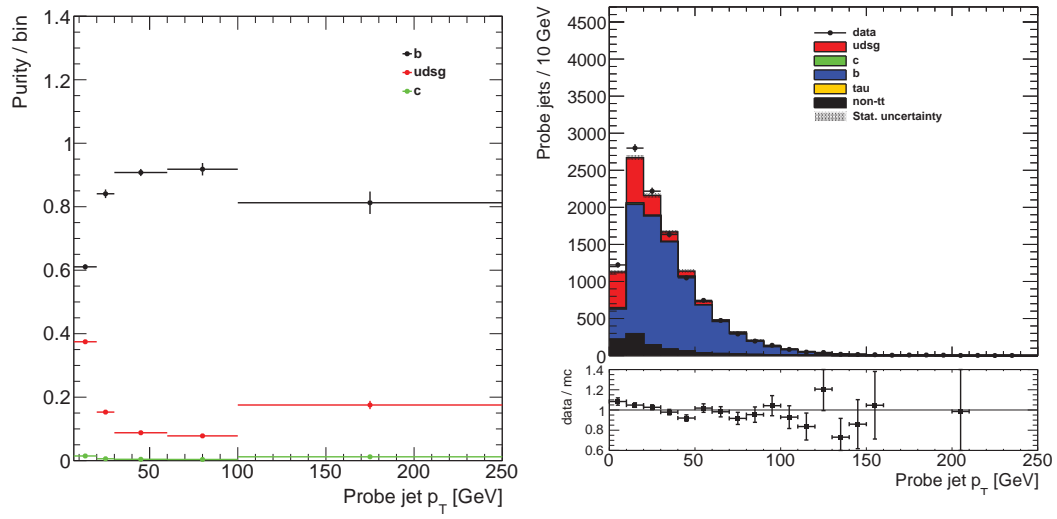 Purity / bin
1.4
1.2
1
0.8
0.6
0.4
0.2
0
b
udsg
c
50
100
150
200
250
Probe jet p_T [GeV]
Probe jets / 10 GeV
4500
4000
3500
3000
2500
2000
1500
1000
500
0
data
udsg
c
b
tau
non-tt
Stat. uncertainty
data / mc
1.4
1.2
1
0.8
0.6
0
50
100
150
200
250
Probe jet p_T [GeV]